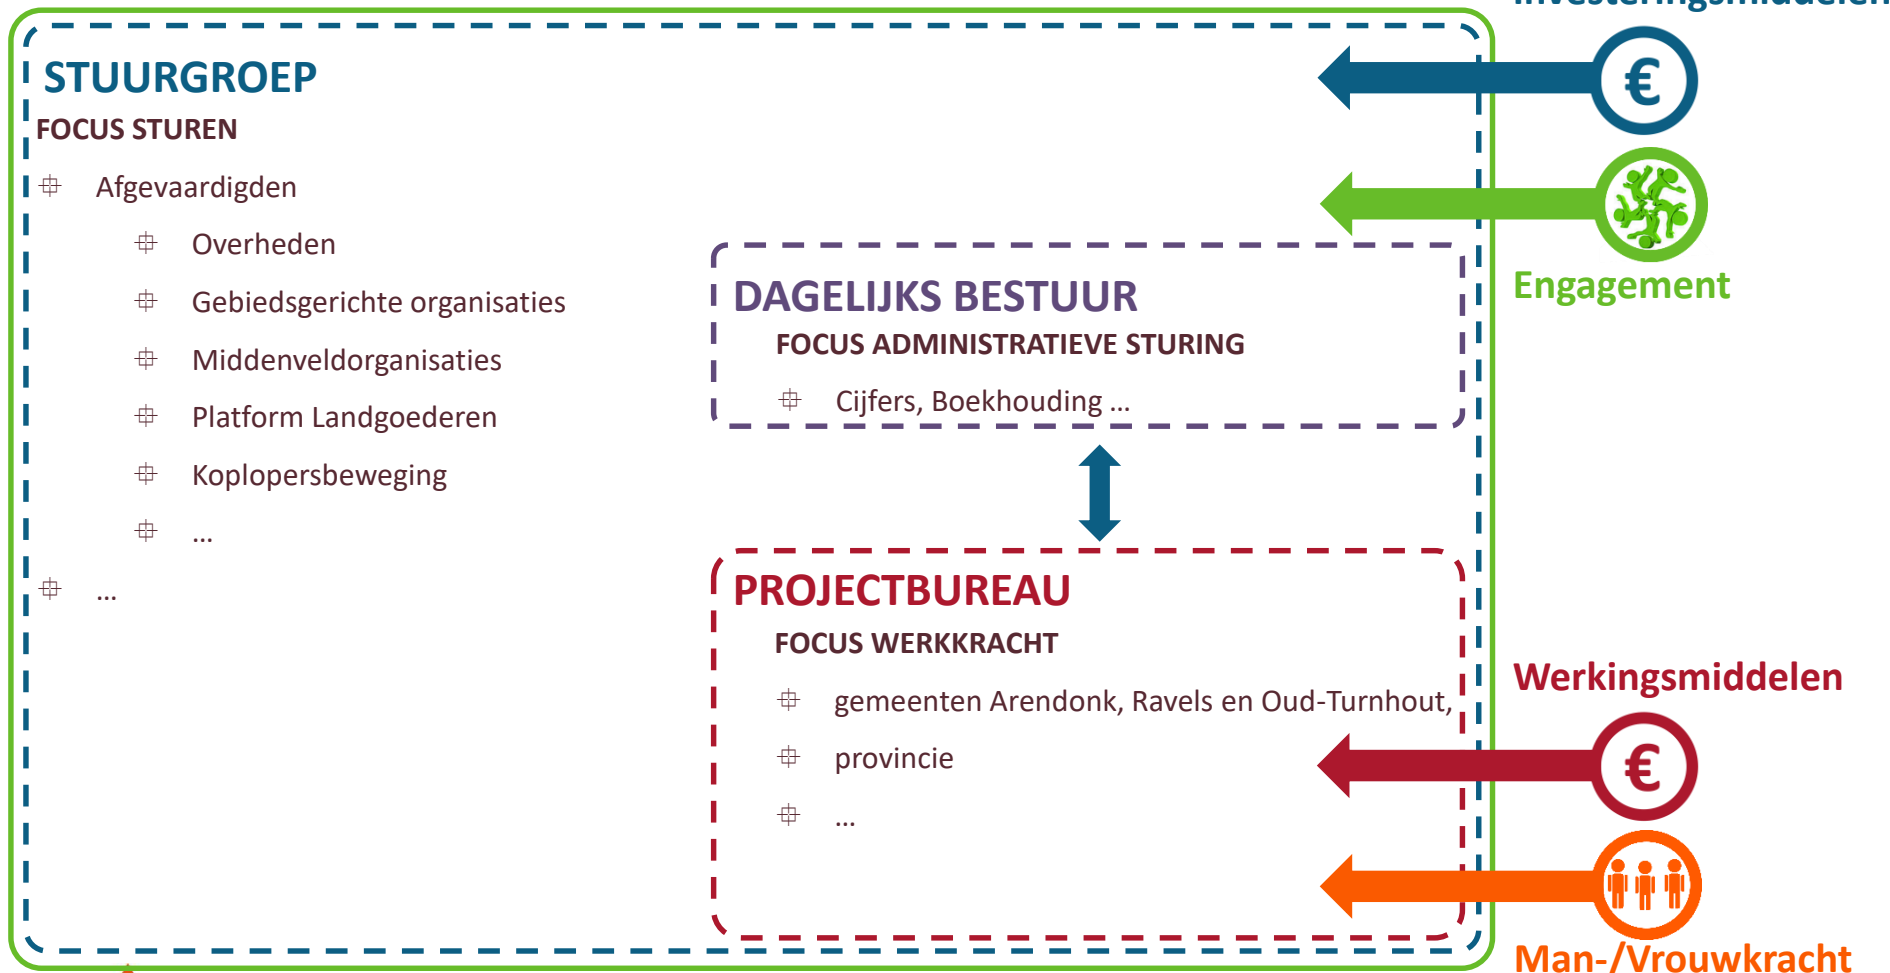 Investeringsmiddelen
STUURGROEP
€
FOCUS STUREN
Afgevaardigden
Overheden
Gebiedsgerichte organisaties
Middenveldorganisaties
Platform Landgoederen
Koplopersbeweging
...
...
Engagement
DAGELIJKS BESTUUR
FOCUS ADMINISTRATIEVE STURING
Cijfers, Boekhouding ...
PROJECTBUREAU
FOCUS WERKKRACHT
gemeenten Arendonk, Ravels en Oud-Turnhout,
provincie
...
Werkingsmiddelen
€
Man-/Vrouwkracht